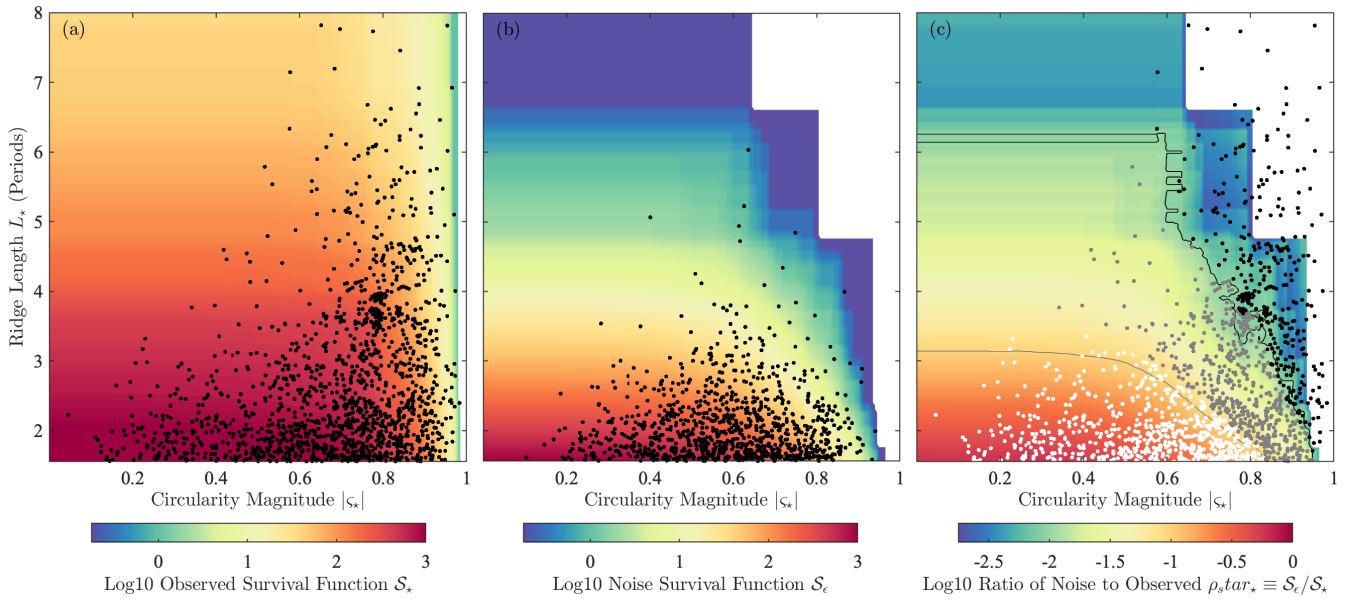 (a)
(b)
(c)
8
7
6
5
4
3
2
Ridge Length L⋆ (Periods)
0.2 0.4 0.6 0.8
0.2 0.4 0.6 0.8 1
0.2 0.4 0.6 0.8 1
Circularity Magnitude |ς⋆|
Circularity Magnitude |ς⋆|
Circularity Magnitude |ς⋆|
0 1 2 3
0 1 2 3
-2.5 -2 -1.5 -1 -0.5 0
Log10 Observed Survival Function 𝒮⋆
Log10 Noise Survival Function 𝒮ϵ
Log10 Ratio of Noise to Observed ρₛtar⋆ ≡ 𝒮ϵ/𝒮⋆